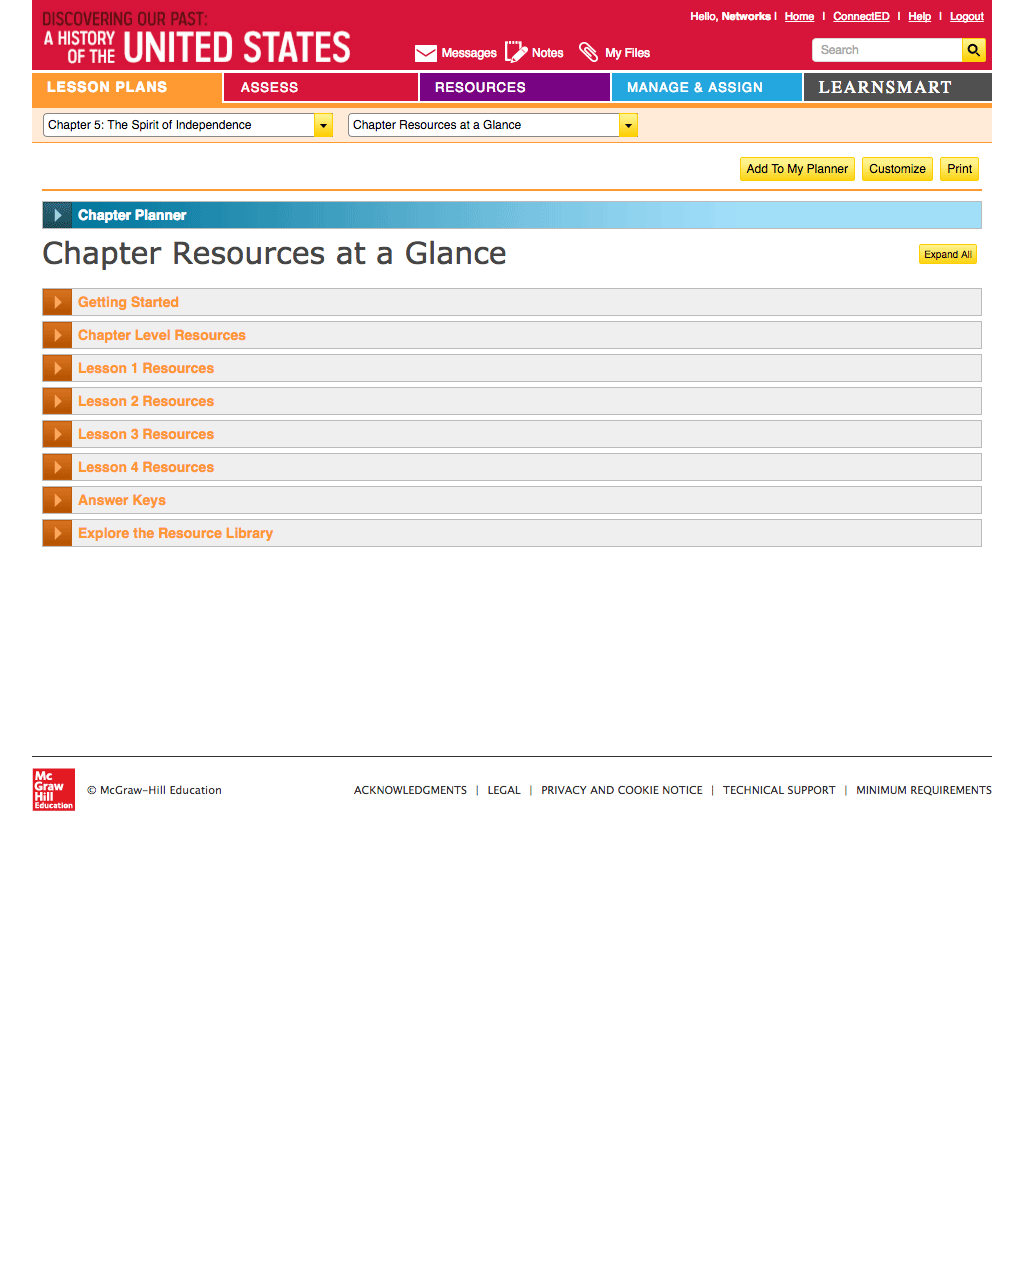 DISCOVERING OUR PAST:
A HISTORY
OF THE UNITED STATES
Hello, Networks | Home | ConnectED | Help | Logout
Messages Notes My Files
Search
LESSON PLANS ASSESS RESOURCES MANAGE & ASSIGN LEARNSMART
Chapter 5: The Spirit of Independence Chapter Resources at a Glance
Add To My Planner Customize Print
Chapter Planner
Chapter Resources at a Glance
Expand All
Getting Started
Chapter Level Resources
Lesson 1 Resources
Lesson 2 Resources
Lesson 3 Resources
Lesson 4 Resources
Answer Keys
Explore the Resource Library
Mc
Graw
Hill
Education
© McGraw-Hill Education ACKNOWLEDGMENTS | LEGAL | PRIVACY AND COOKIE NOTICE | TECHNICAL SUPPORT | MINIMUM REQUIREMENTS